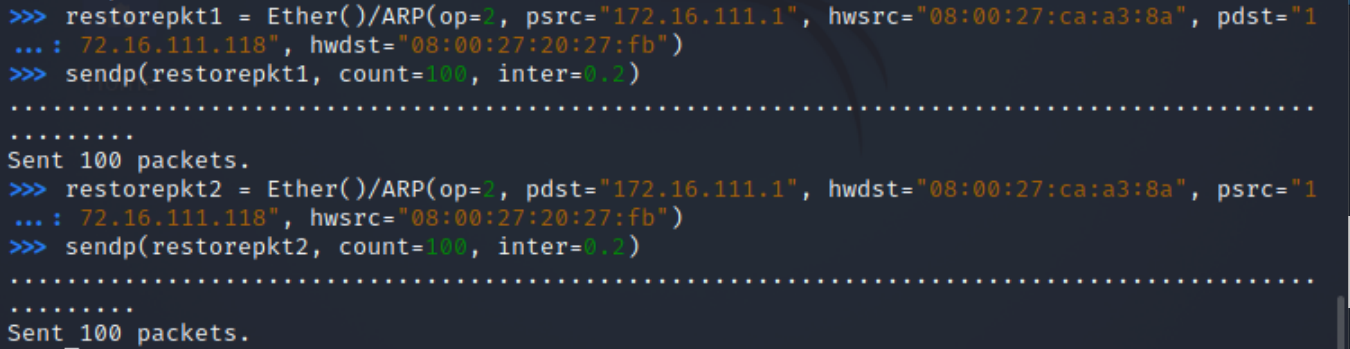 >>> restorepkt1 = Ether()/ARP(op=2, psrc="172.16.111.1", hwsrc="08:00:27:ca:a3:8a", pdst="1
...: 72.16.111.118", hwdst="08:00:27:20:27:fb")
>>> sendp(restorepkt1, count=100, inter=0.2)
...........................................................................................
.........
Sent 100 packets.
>>> restorepkt2 = Ether()/ARP(op=2, pdst="172.16.111.1", hwdst="08:00:27:ca:a3:8a", psrc="1
...: 72.16.111.118", hwsrc="08:00:27:20:27:fb")
>>> sendp(restorepkt2, count=100, inter=0.2)
...........................................................................................
.........
Sent 100 packets.